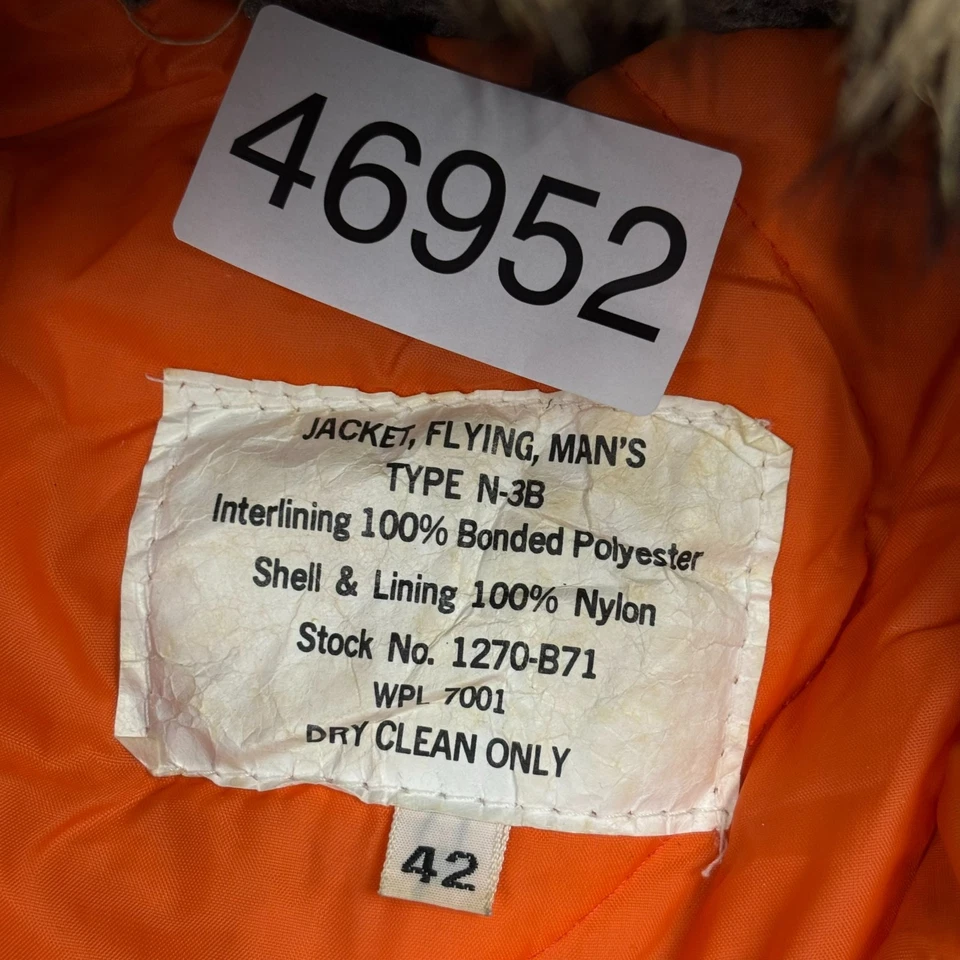 46952
JACKET, FLYING, MAN'S
TYPE N-3B
Interlining 100% Bonded Polyester
Shell & Lining 100% Nylon
Stock No. 1270-B71
WPL 7001
DRY CLEAN ONLY
42